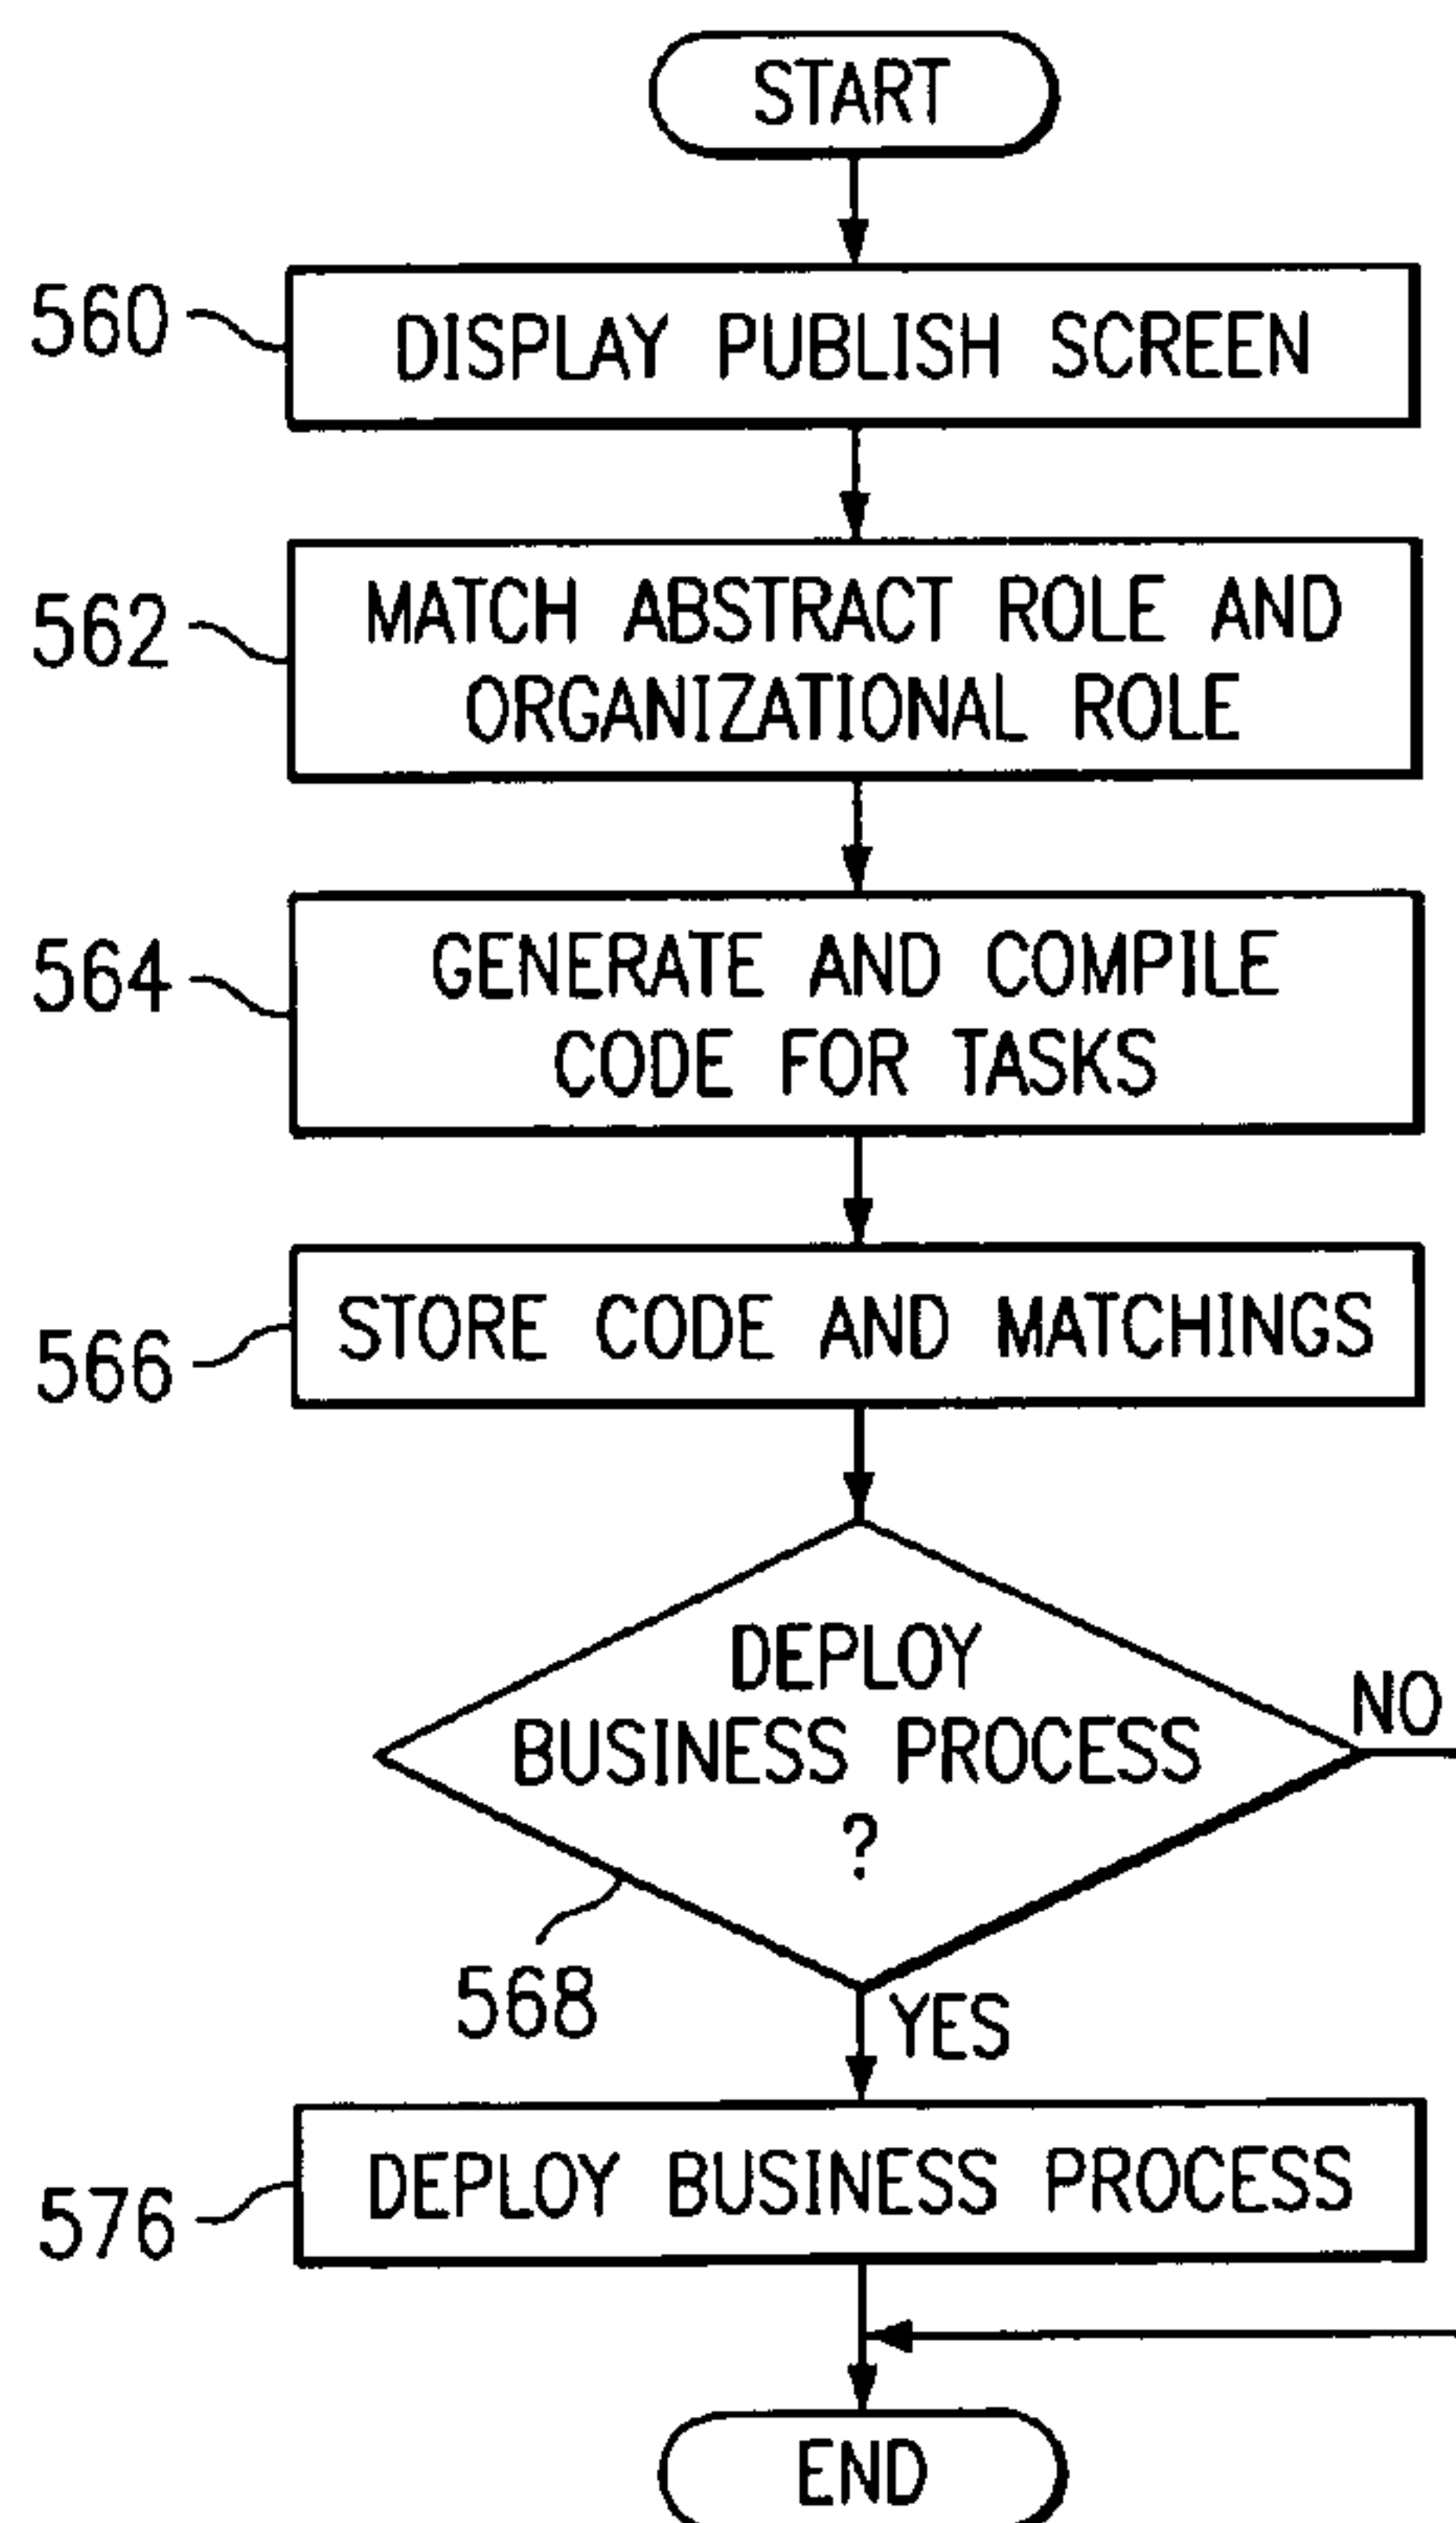 START
560
DISPLAY PUBLISH SCREEN
562
MATCH ABSTRACT ROLE AND
ORGANIZATIONAL ROLE
564
GENERATE AND COMPILE
CODE FOR TASKS
566
STORE CODE AND MATCHINGS
DEPLOY
BUSINESS PROCESS
?
NO
568
YES
576
DEPLOY BUSINESS PROCESS
END